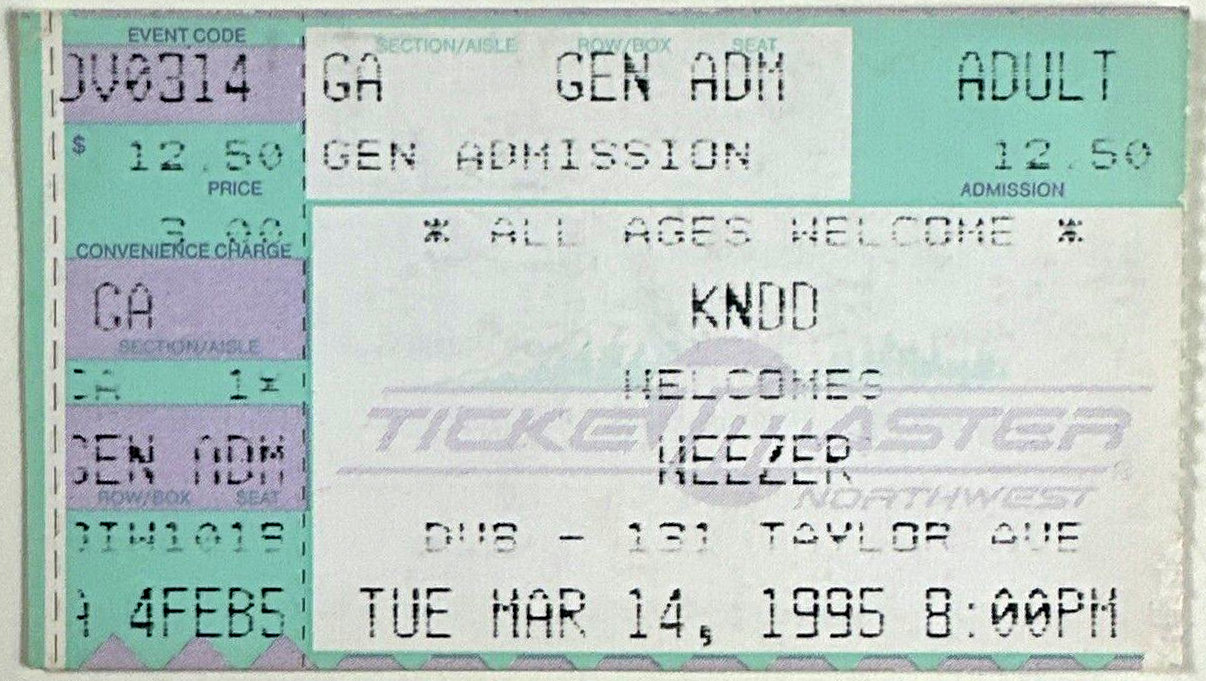 EVENT CODE
DV0314
$ 12.50
PRICE
3.00
CONVENIENCE CHARGE
GA
SECTION/AISLE
CA 1*
GEN ADM
ROW/BOX SEAT
4FEB5
SECTION/AISLE ROW/BOX SEAT
GA GEN ADM ADULT
GEN ADMISSION 12.50
ADMISSION
* ALL AGES WELCOME *
KNDD
WELCOMES
TICKETMASTER
WEEZER
NORTHWEST
131 TAYLOR AVE
TUE MAR 14, 1995 8:00PM